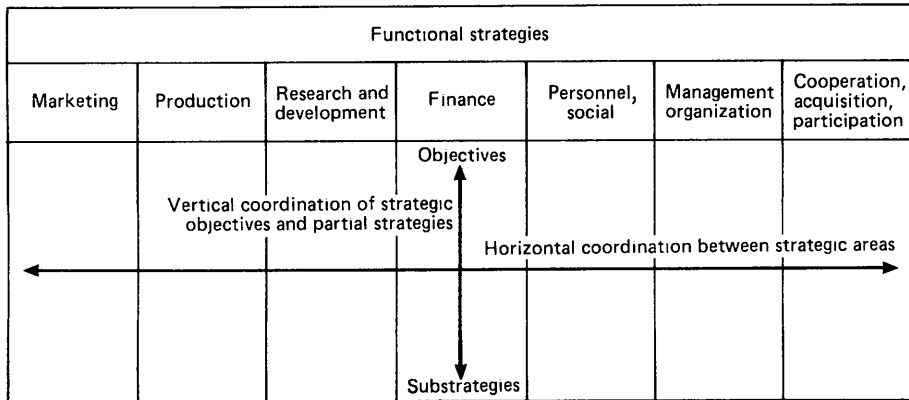 Functional strategies
Marketing
Production
Research and
development
Finance
Personnel,
social
Management
organization
Cooperation,
acquisition,
participation
Objectives
Vertical coordination of strategic
objectives and partial strategies
Horizontal coordination between strategic areas
Substrategies